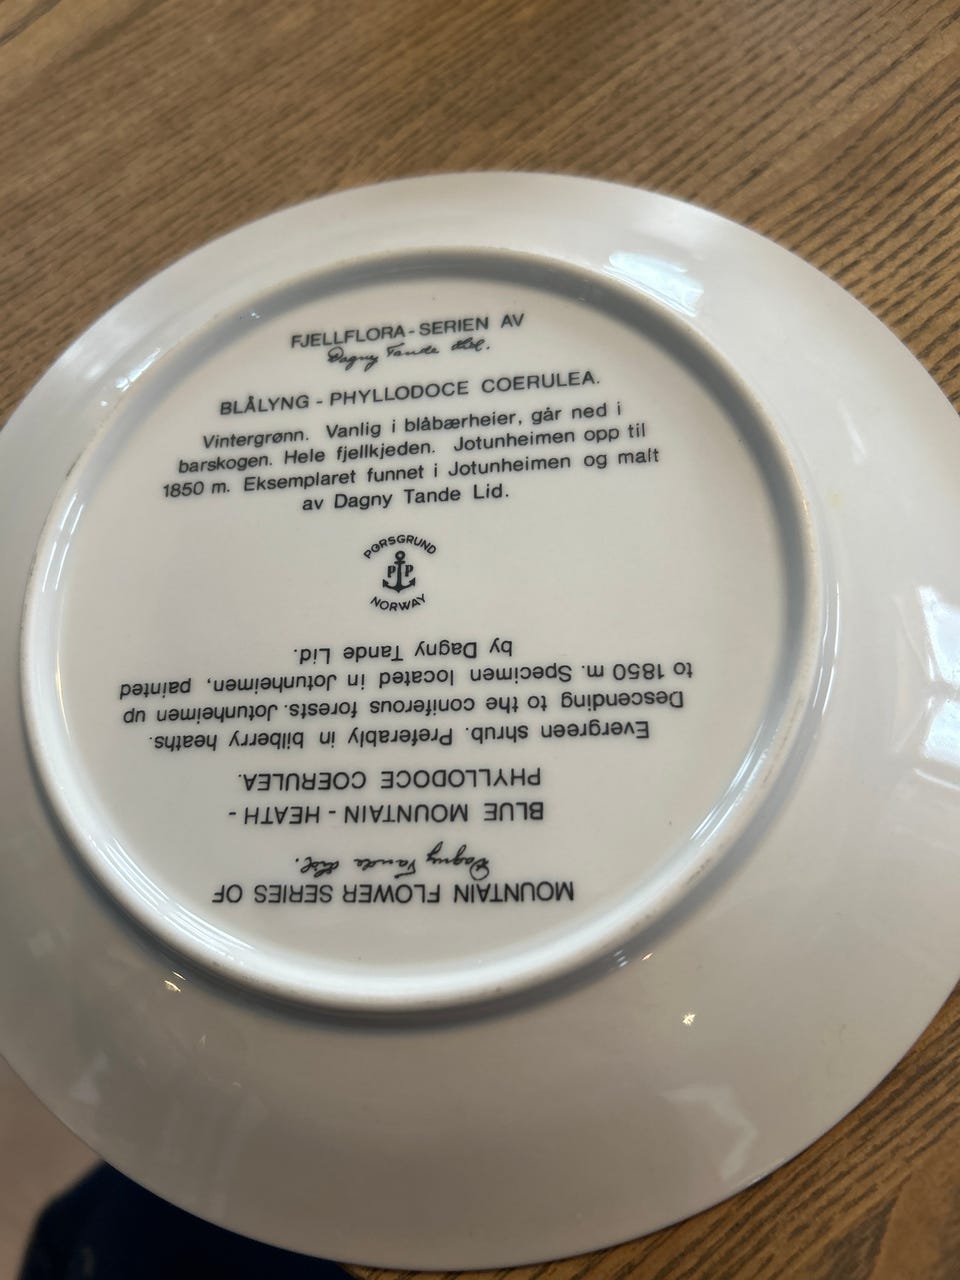 FJELLFLORA-SERIEN AV
Dagny Tande Lid.
BLÅLYNG - PHYLLODOCE COERULEA.
Vintergrønn. Vanlig i blåbærheier, går ned i
barskogen. Hele fjellkjeden. Jotunheimen opp til
1850 m. Eksemplaret funnet i Jotunheimen og malt
av Dagny Tande Lid.
PORSGRUND
PP
NORWAY
MOUNTAIN FLOWER SERIES OF
Dagny Tande Lid.
BLUE MOUNTAIN - HEATH -
PHYLLODOCE COERULEA.
Evergreen shrub. Preferably in bilberry heaths.
Descending to the coniferous forests. Jotunheimen up
to 1850 m. Specimen located in Jotunheimen, painted
by Dagny Tande Lid.